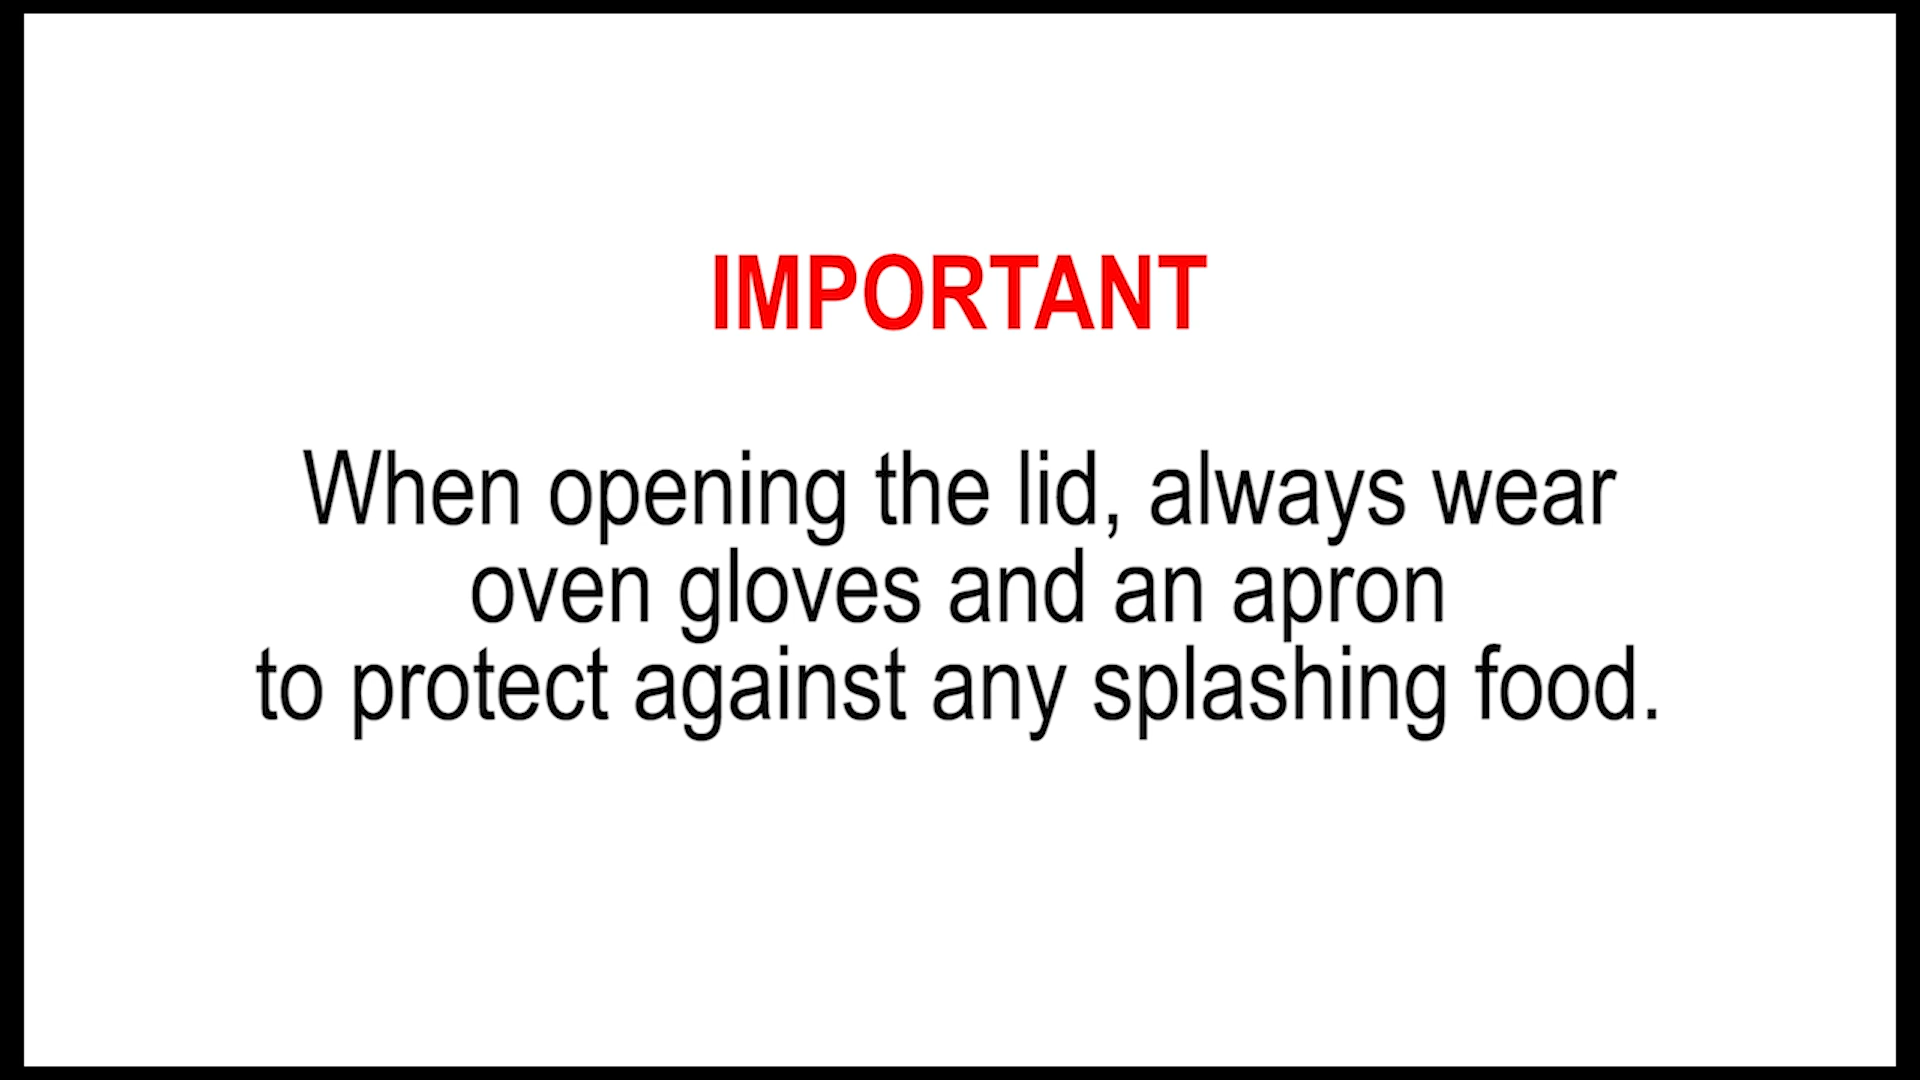 IMPORTANT
When opening the lid, always wear
oven gloves and an apron
to protect against any splashing food.